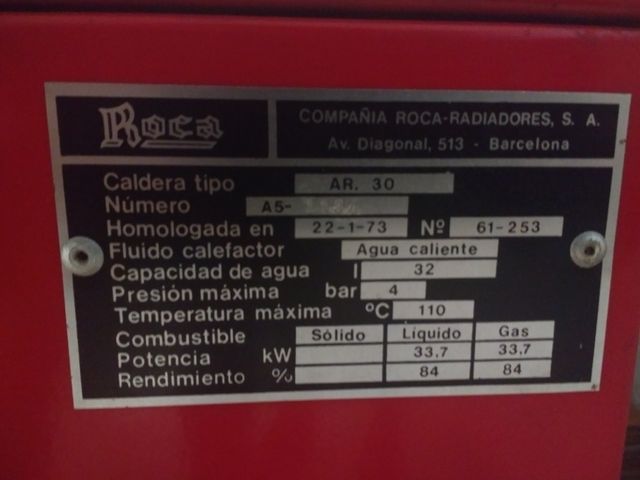 Roca
COMPAÑIA ROCA-RADIADORES, S. A.
Av. Diagonal, 513 - Barcelona
Caldera tipo AR. 30
Número A5-
Homologada en 22-1-73 Nº 61-253
Fluido calefactor Agua caliente
Capacidad de agua l 32
Presión máxima bar 4
Temperatura máxima ºC 110
Combustible Sólido Líquido Gas
Potencia kW 33,7 33,7
Rendimiento % 84 84